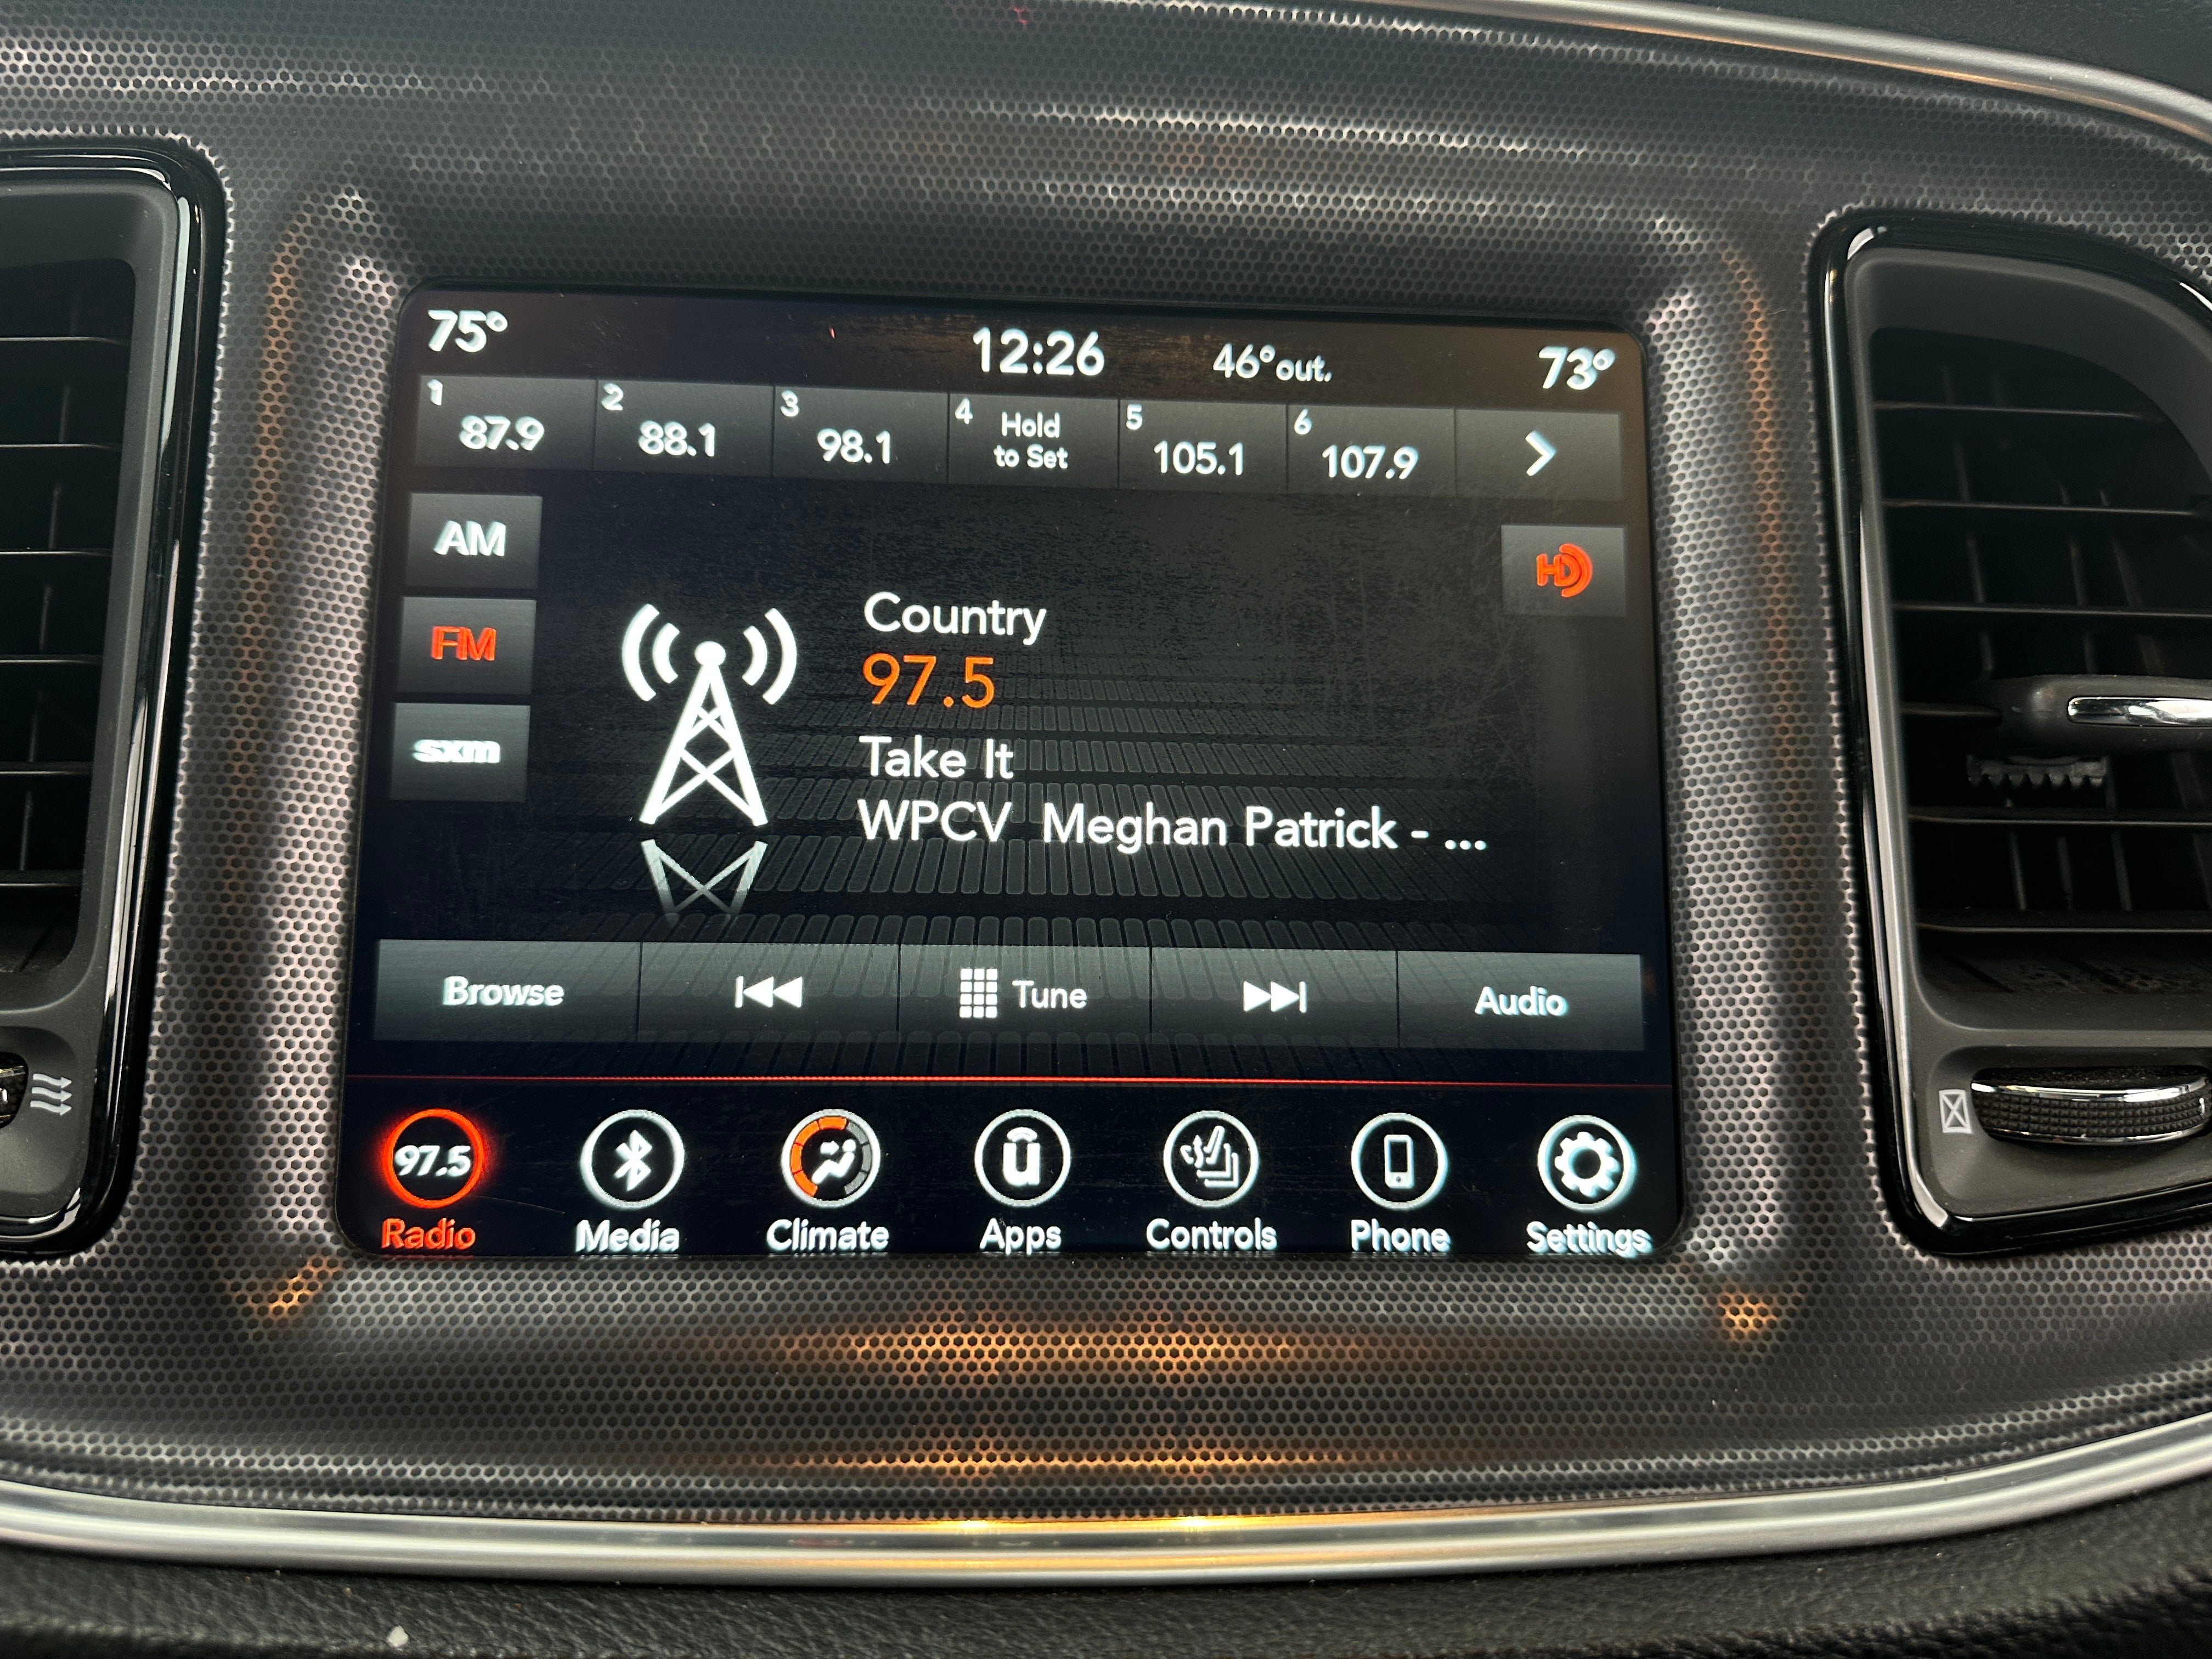 75° 12:26 46°out. 73°
1 87.9 2 88.1 3 98.1 4 Hold to Set 5 105.1 6 107.9
AM
HD
Country
FM
97.5
sxm
Take It
WPCV Meghan Patrick - ...
Browse Tune Audio
97.5
Radio Media Climate Apps Controls Phone Settings